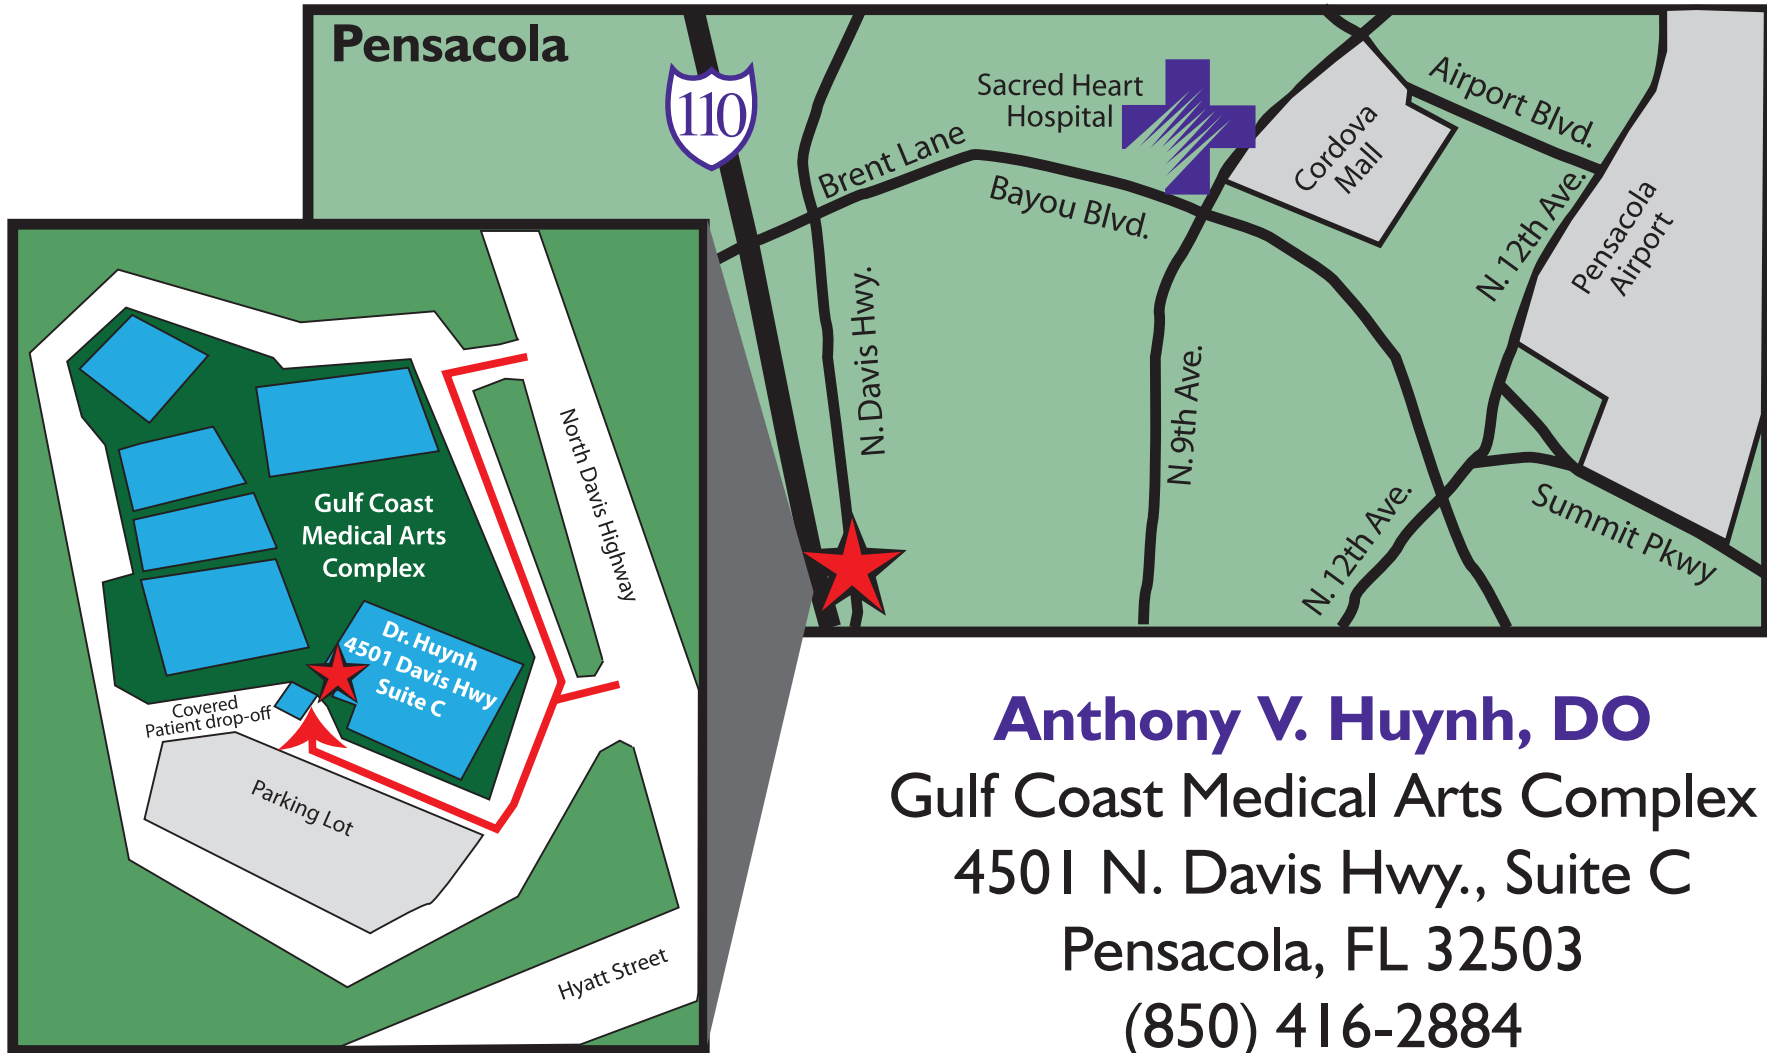 Pensacola
110
Sacred Heart
Hospital
Brent Lane
Bayou Blvd.
Cordova
Mall
Airport Blvd.
N. 12th Ave.
Pensacola
Airport
N. Davis Hwy.
N. 9th Ave.
N. 12th Ave.
Summit Pkwy
North Davis Highway
Gulf Coast
Medical Arts
Complex
Dr. Huynh
4501 Davis Hwy
Suite C
Covered
Patient drop-off
Parking Lot
Hyatt Street
Anthony V. Huynh, DO
Gulf Coast Medical Arts Complex
4501 N. Davis Hwy., Suite C
Pensacola, FL 32503
(850) 416-2884